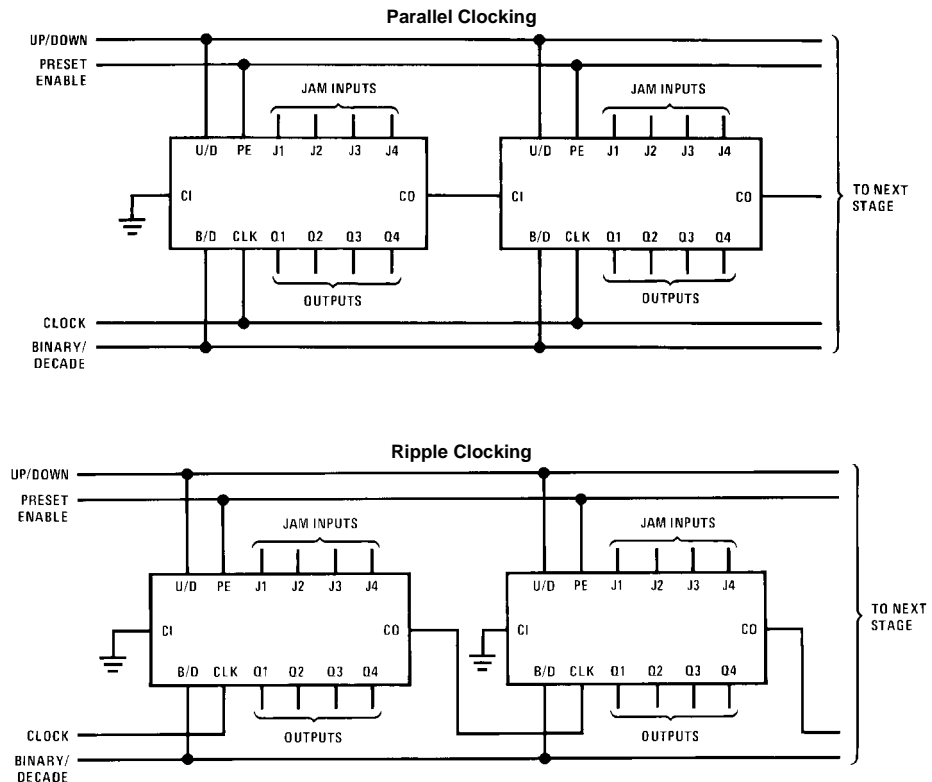 Parallel Clocking
UP/DOWN
PRESET
ENABLE
JAM INPUTS
JAM INPUTS
U/D PE J1 J2 J3 J4
U/D PE J1 J2 J3 J4
CI CO
CI CO
TO NEXT
STAGE
B/D CLK Q1 Q2 Q3 Q4
B/D CLK Q1 Q2 Q3 Q4
OUTPUTS
OUTPUTS
CLOCK
BINARY/
DECADE
Ripple Clocking
UP/DOWN
PRESET
ENABLE
JAM INPUTS
JAM INPUTS
U/D PE J1 J2 J3 J4
U/D PE J1 J2 J3 J4
CI CO
CI CO
TO NEXT
STAGE
B/D CLK Q1 Q2 Q3 Q4
B/D CLK Q1 Q2 Q3 Q4
OUTPUTS
OUTPUTS
CLOCK
BINARY/
DECADE